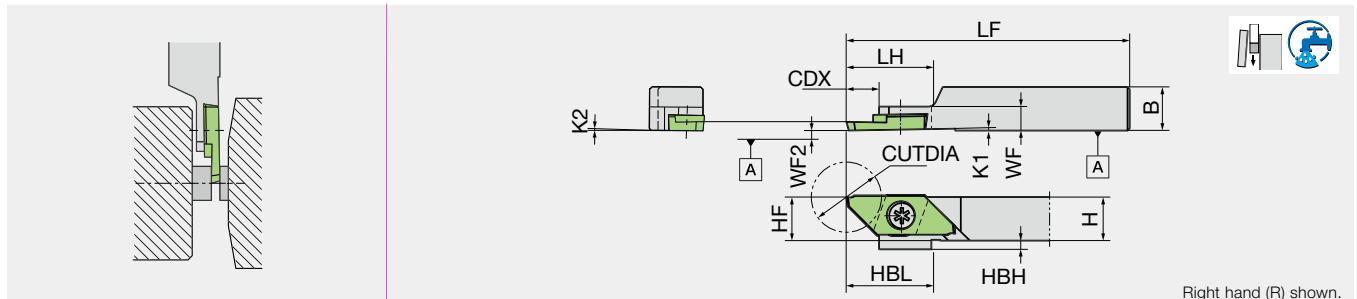 LF
LH
CDX
K2
B
WF2
A
CUTDIA
K1
WF
A
HF
H
HBL
HBH
Right hand (R) shown.